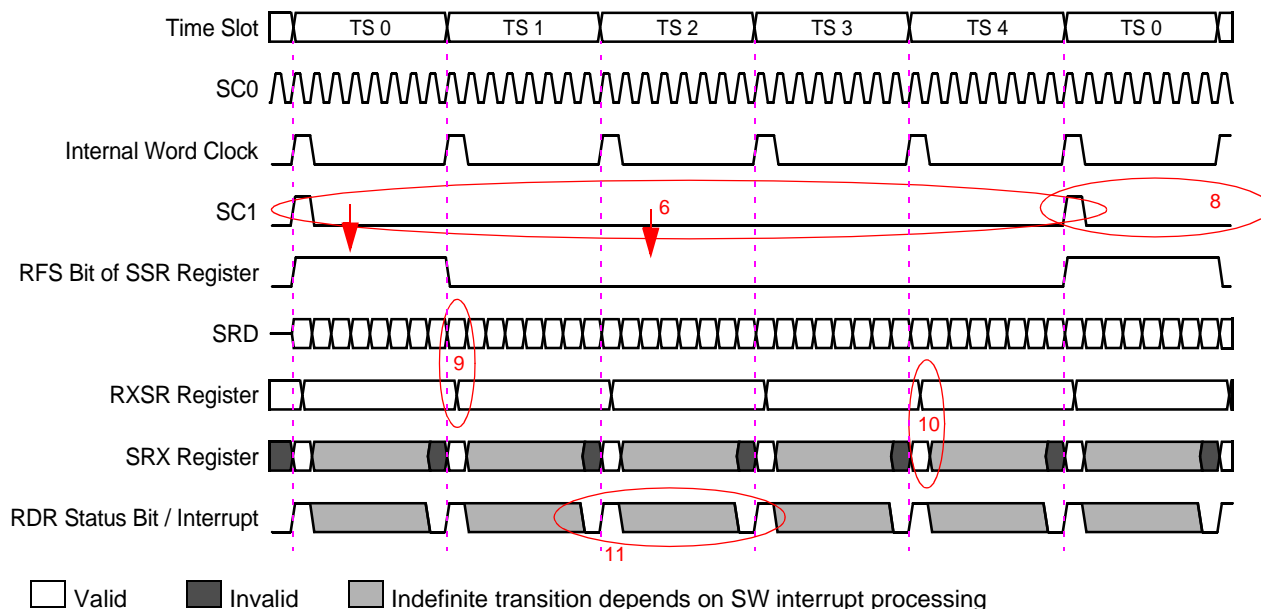 Time Slot TS 0 TS 1 TS 2 TS 3 TS 4 TS 0
SC0
Internal Word Clock
SC1 6 8
RFS Bit of SSR Register
SRD
9
RXSR Register
10
SRX Register
RDR Status Bit / Interrupt
11
Valid Invalid Indefinite transition depends on SW interrupt processing